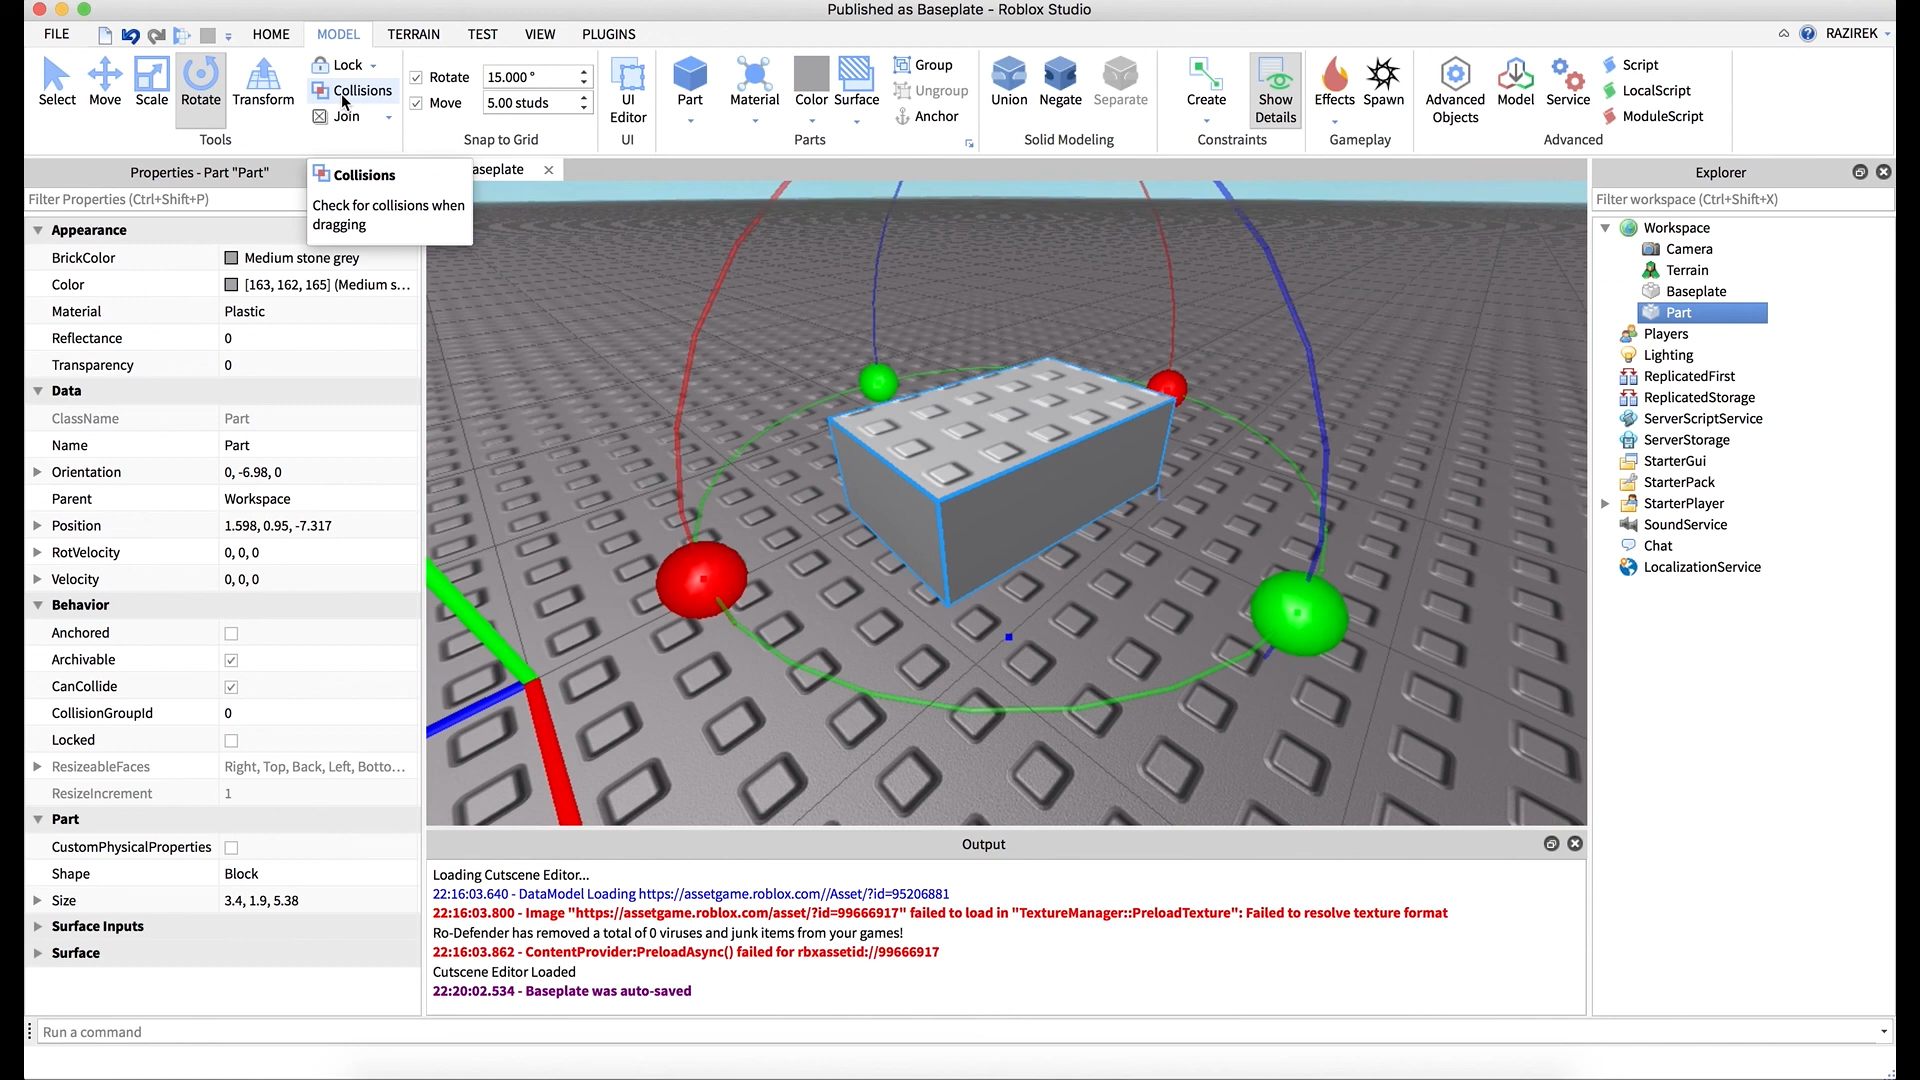 Published as Baseplate - Roblox Studio
FILE HOME MODEL TERRAIN TEST VIEW PLUGINS RAZIREK
Select Move Scale Rotate Transform
Lock
Collisions
Join
Tools
Rotate 15.000 °
Move 5.00 studs
Snap to Grid
UI
Editor
UI
Part Material Color Surface
Group
Ungroup
Anchor
Parts
Union Negate Separate
Solid Modeling
Create
Show
Details
Constraints
Effects Spawn
Gameplay
Advanced
Objects
Model Service
Script
LocalScript
ModuleScript
Advanced
Collisions
Check for collisions when
dragging
Properties - Part "Part"
Filter Properties (Ctrl+Shift+P)
Appearance
BrickColor Medium stone grey
Color [163, 162, 165] (Medium s...
Material Plastic
Reflectance 0
Transparency 0
Data
ClassName Part
Name Part
Orientation 0, -6.98, 0
Parent Workspace
Position 1.598, 0.95, -7.317
RotVelocity 0, 0, 0
Velocity 0, 0, 0
Behavior
Anchored
Archivable
CanCollide
CollisionGroupId 0
Locked
ResizeableFaces Right, Top, Back, Left, Botto...
ResizeIncrement 1
Part
CustomPhysicalProperties
Shape Block
Size 3.4, 1.9, 5.38
Surface Inputs
Surface
aseplate
Output
Loading Cutscene Editor...
22:16:03.640 - DataModel Loading https://assetgame.roblox.com//Asset/?id=95206881
22:16:03.800 - Image "https://assetgame.roblox.com/asset/?id=99666917" failed to load in "TextureManager::PreloadTexture": Failed to resolve texture format
Ro-Defender has removed a total of 0 viruses and junk items from your games!
22:16:03.862 - ContentProvider:PreloadAsync() failed for rbxassetid://99666917
Cutscene Editor Loaded
22:20:02.534 - Baseplate was auto-saved
Explorer
Filter workspace (Ctrl+Shift+X)
Workspace
Camera
Terrain
Baseplate
Part
Players
Lighting
ReplicatedFirst
ReplicatedStorage
ServerScriptService
ServerStorage
StarterGui
StarterPack
StarterPlayer
SoundService
Chat
LocalizationService
Run a command